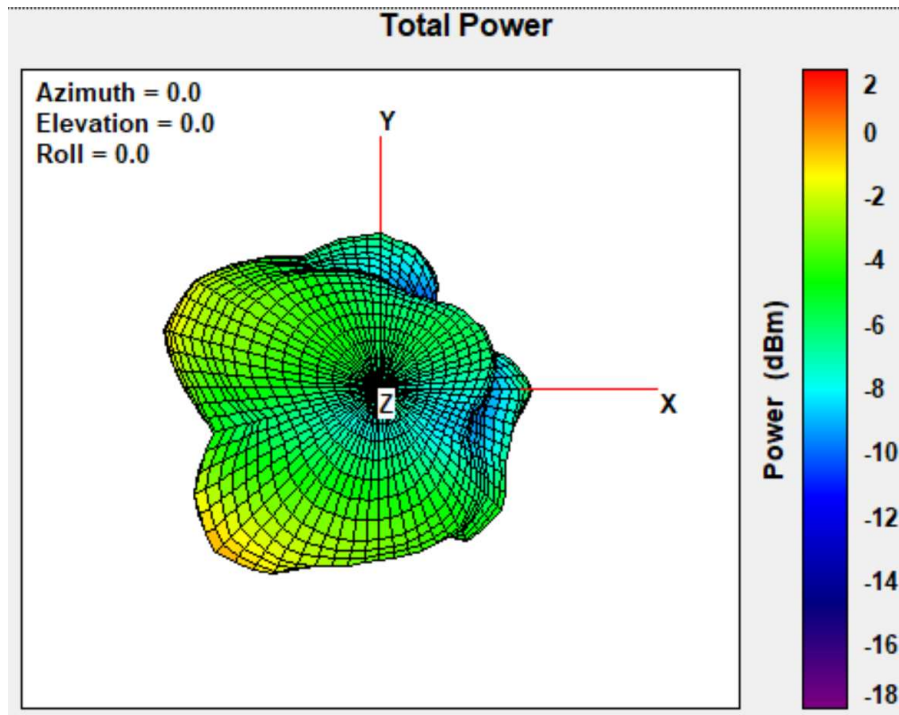 Total Power
Azimuth = 0.0
Elevation = 0.0
Roll = 0.0
Y
X
Z
Power (dBm)
2
0
-2
-4
-6
-8
-10
-12
-14
-16
-18